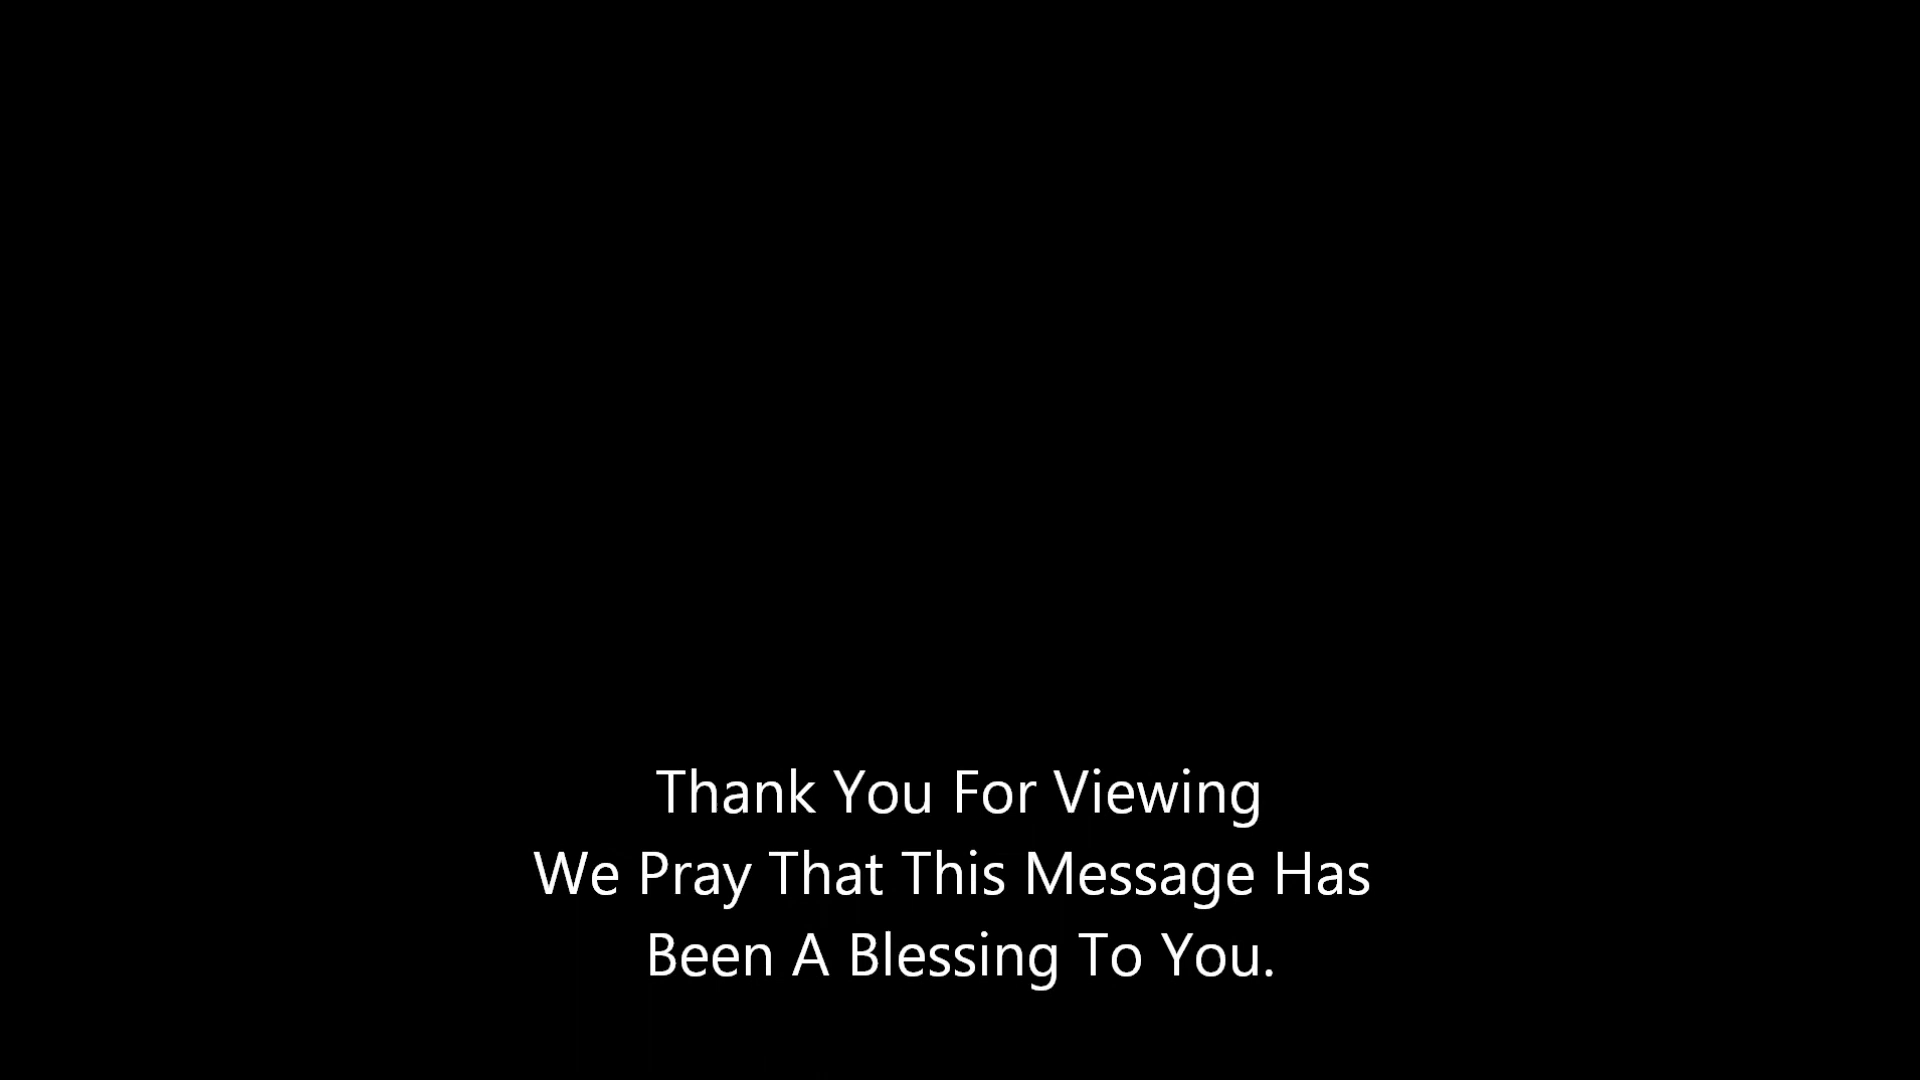 Thank You For Viewing
We Pray That This Message Has
Been A Blessing To You.